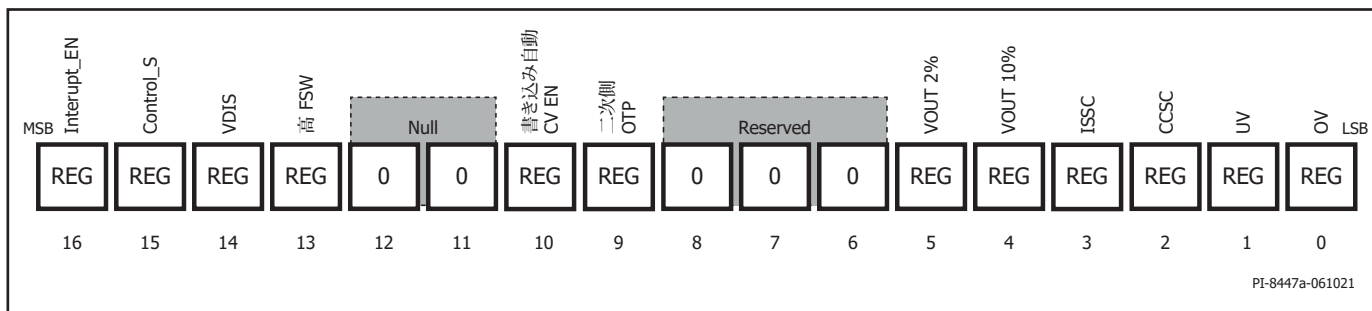 MSB
Interupt_EN
Control_S
VDIS
高 FSW
Null
書き込み自動
CV EN
二次側
OTP
Reserved
VOUT 2%
VOUT 10%
ISSC
CCSC
UV
OV
LSB
REG REG REG REG 0 0 REG REG 0 0 0 REG REG REG REG REG REG
16 15 14 13 12 11 10 9 8 7 6 5 4 3 2 1 0
PI-8447a-061021